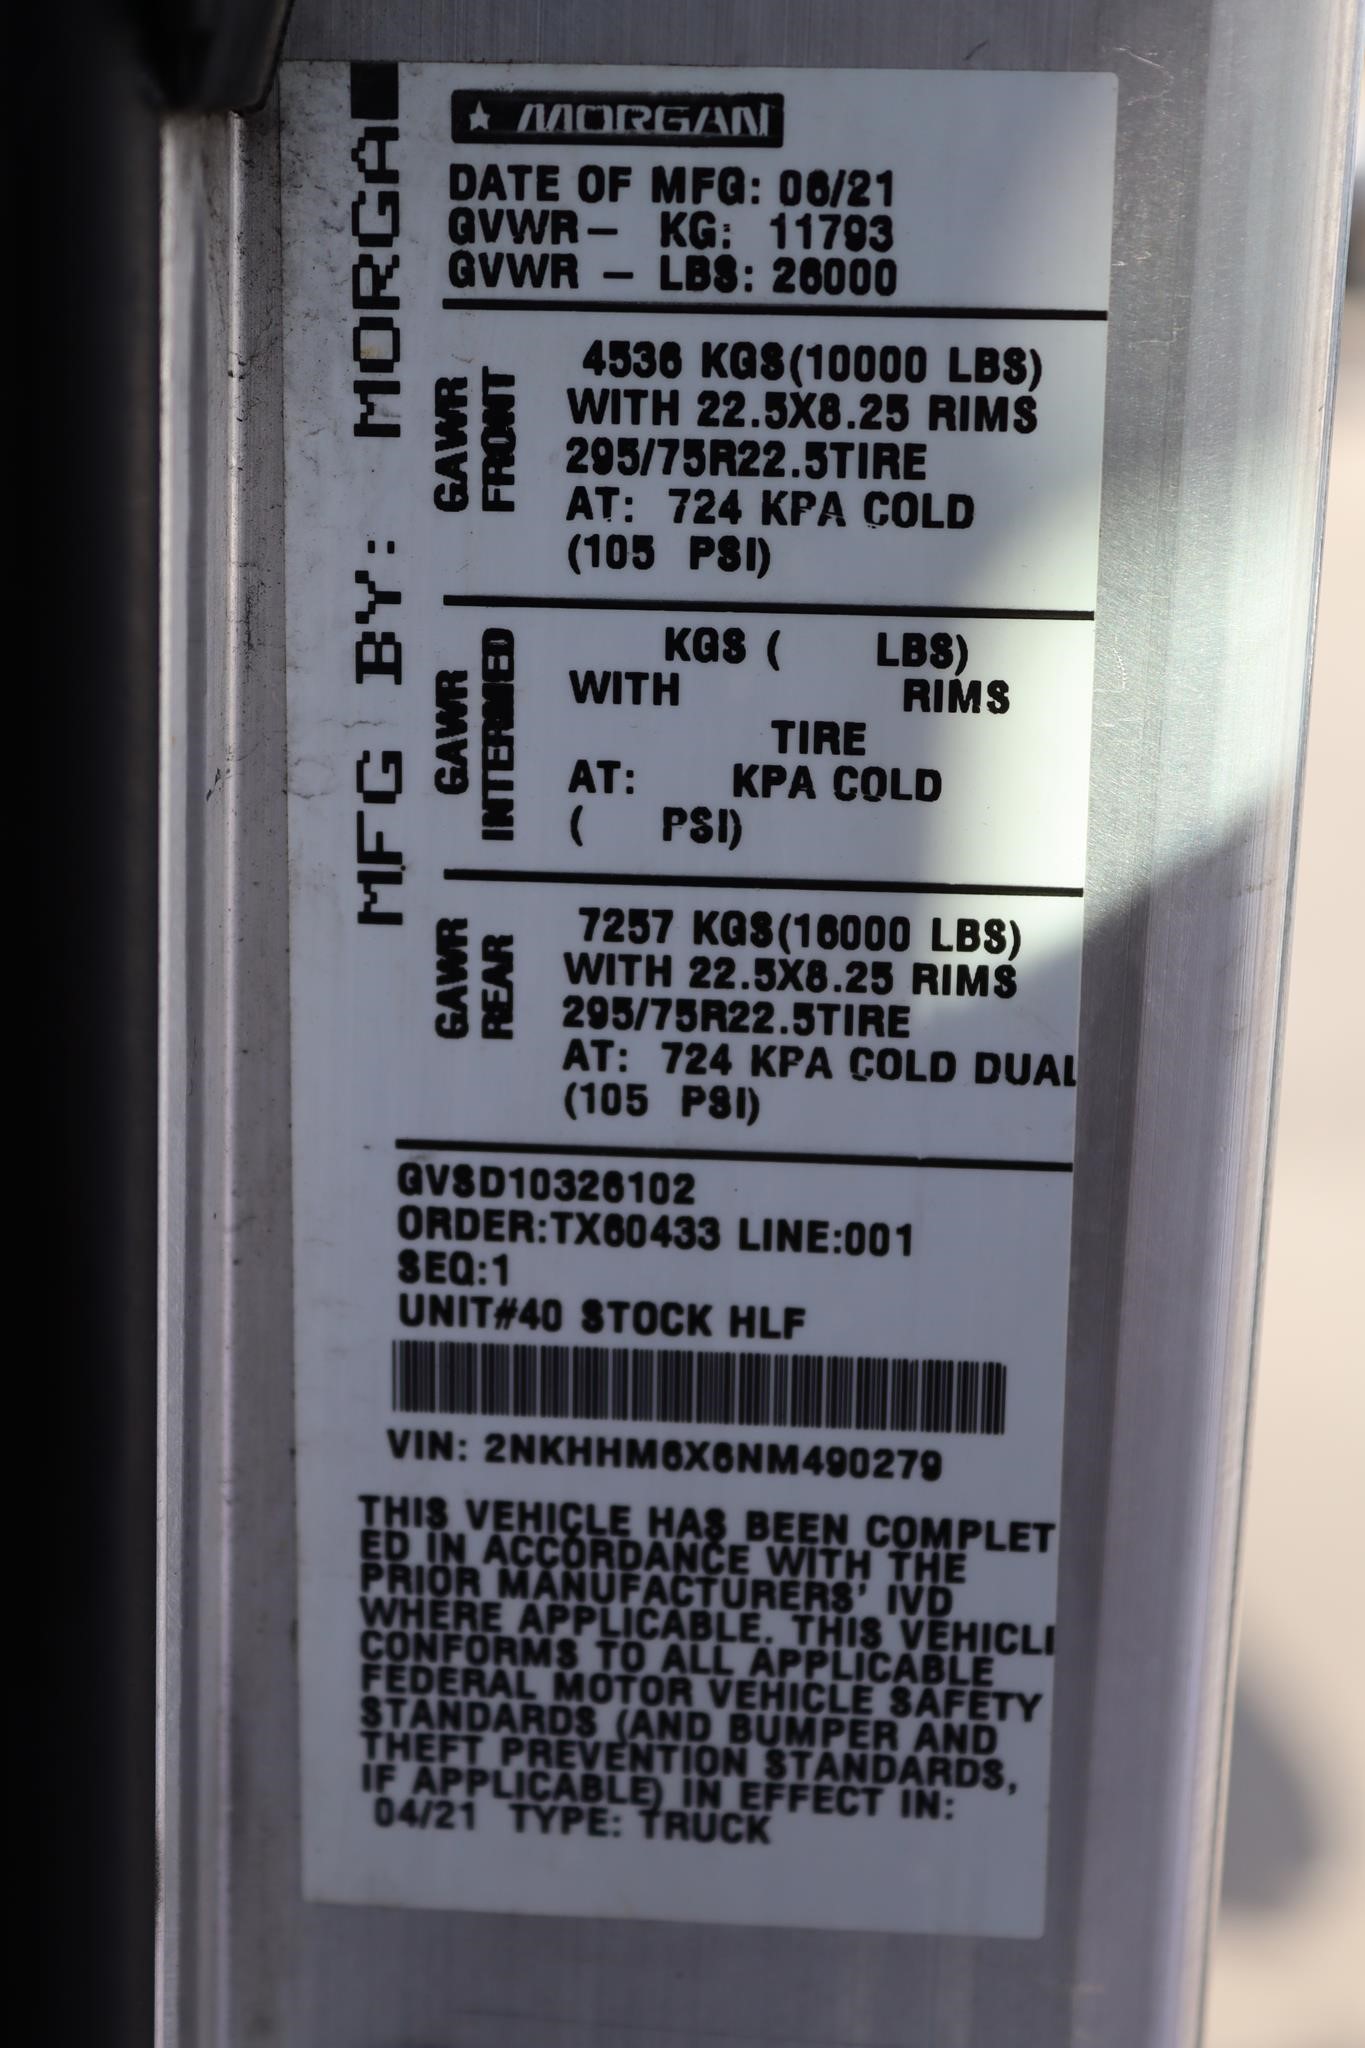 MORGAN
MFG BY: MORGA
DATE OF MFG: 06/21
GVWR- KG: 11793
GVWR - LBS: 26000
GAWR
FRONT
4536 KGS(10000 LBS)
WITH 22.5X8.25 RIMS
295/75R22.5TIRE
AT: 724 KPA COLD
(105 PSI)
GAWR
INTERMED
KGS ( LBS)
WITH RIMS
TIRE
AT: KPA COLD
( PSI)
GAWR
REAR
7257 KGS(16000 LBS)
WITH 22.5X8.25 RIMS
295/75R22.5TIRE
AT: 724 KPA COLD DUAL
(105 PSI)
GVSD10326102
ORDER:TX60433 LINE:001
SEQ:1
UNIT#40 STOCK HLF
VIN: 2NKHHM6X6NM490279
THIS VEHICLE HAS BEEN COMPLET
ED IN ACCORDANCE WITH THE
PRIOR MANUFACTURERS' IVD
WHERE APPLICABLE. THIS VEHICLE
CONFORMS TO ALL APPLICABLE
FEDERAL MOTOR VEHICLE SAFETY
STANDARDS (AND BUMPER AND
THEFT PREVENTION STANDARDS,
IF APPLICABLE) IN EFFECT IN:
04/21 TYPE: TRUCK